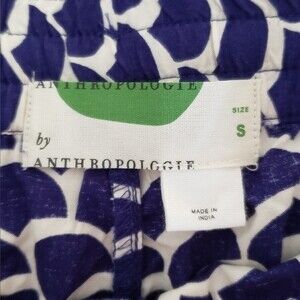 ANTHROPOLOGIE
SIZE
S
by
ANTHROPOLOGIE
MADE IN
INDIA